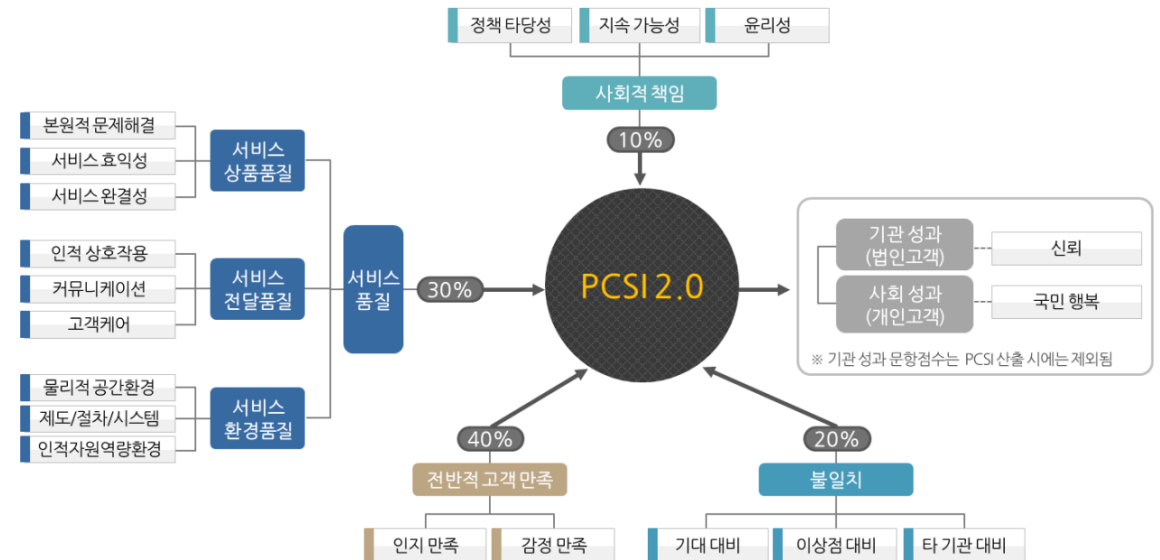 정책 타당성
지속 가능성
윤리성
사회적 책임
10%
본원적 문제해결
서비스 효익성
서비스 완결성
서비스
상품품질
인적 상호작용
커뮤니케이션
고객케어
서비스
전달품질
물리적 공간환경
제도/절차/시스템
인적자원역량환경
서비스
환경품질
서비스
품질
30%
PCSI 2.0
기관 성과
(법인고객)
신뢰
사회 성과
(개인고객)
국민 행복
※ 기관 성과 문항점수는 PCSI 산출 시에는 제외됨
40%
전반적 고객 만족
인지 만족
감정 만족
20%
불일치
기대 대비
이상점 대비
타 기관 대비